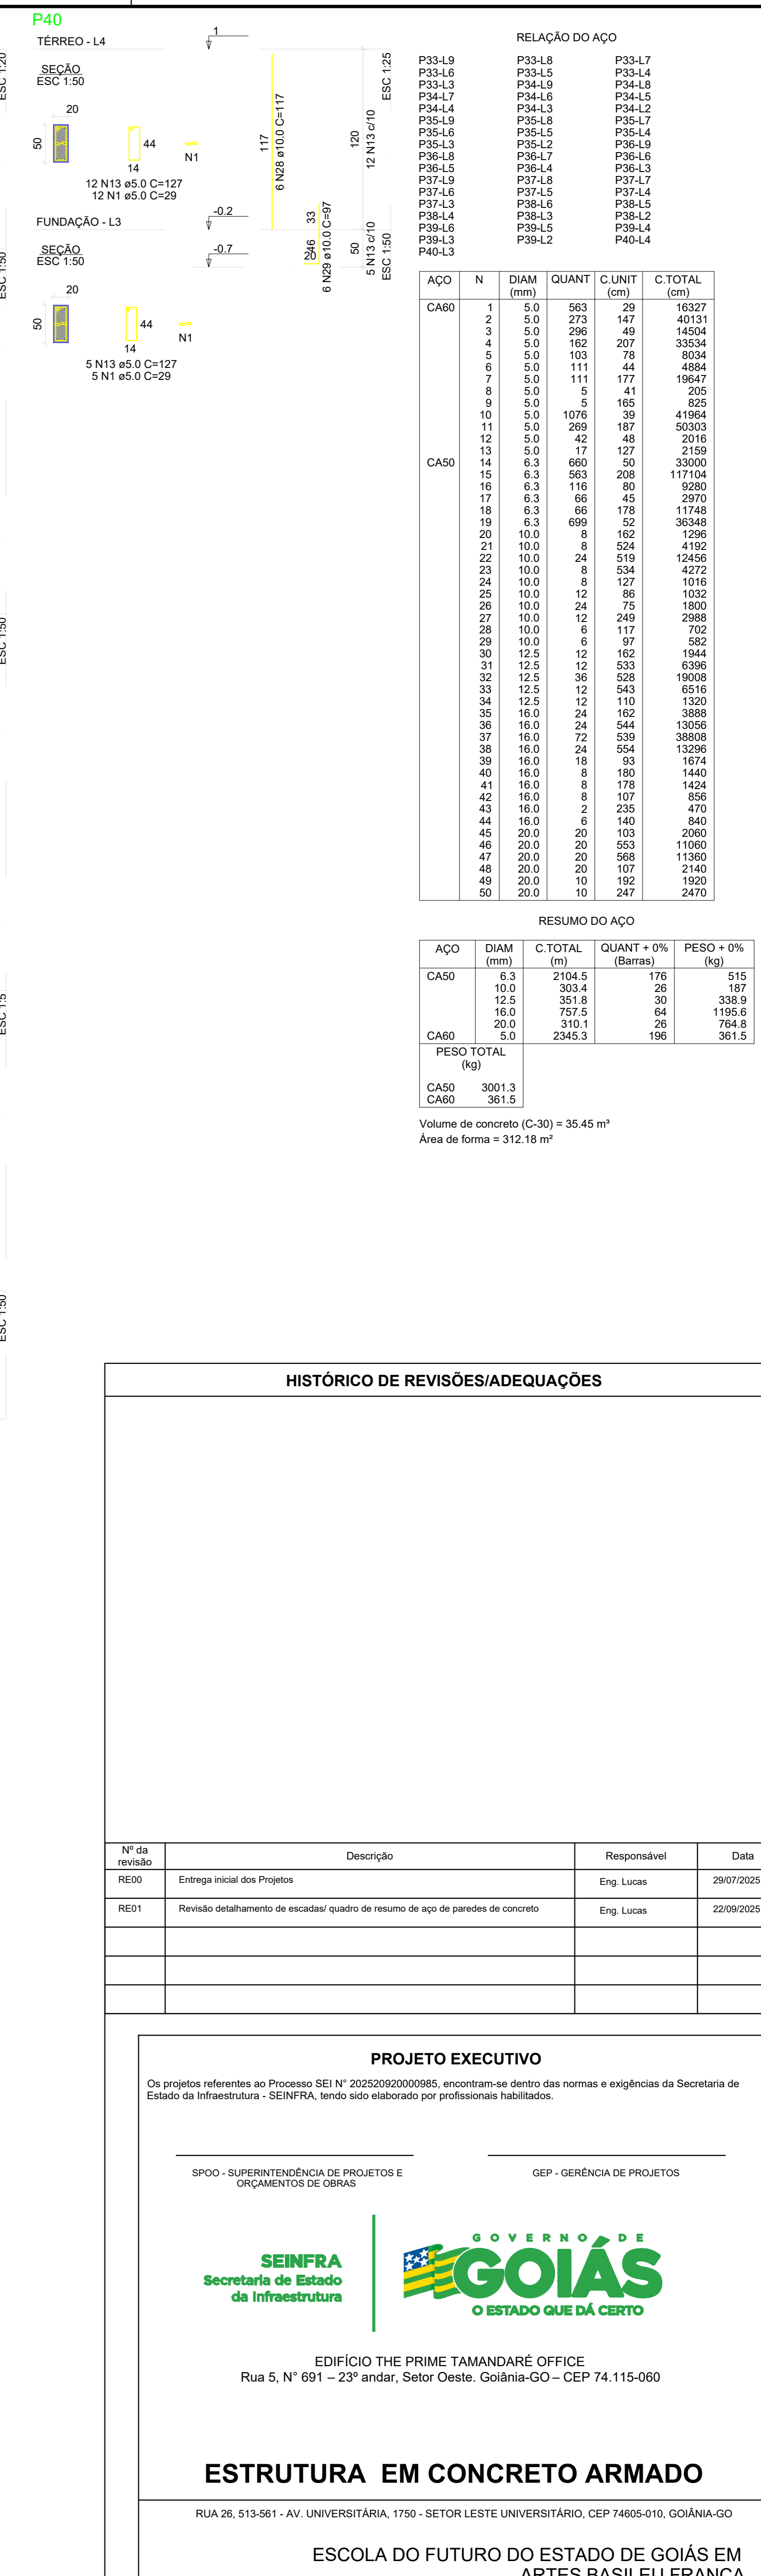 P40
TÉRREO - L4
SEÇÃO
ESC 1:50
20
50
44
14
N1
12 N13 ø5.0 C=127
12 N1 ø5.0 C=29
1
117
6 N28 ø10.0 C=117
120
12 N13 c/10
ESC 1:25
ESC 1:20
FUNDAÇÃO - L3
SEÇÃO
ESC 1:50
20
50
44
14
N1
5 N13 ø5.0 C=127
5 N1 ø5.0 C=29
-0.2
-0.7
33
46
20
6 N29 ø10.0 C=97
50
5 N13 c/10
ESC 1:50
ESC 1:50
ESC 1:50
ESC 1:5
ESC 1:50
RELAÇÃO DO AÇO
P33-L9 P33-L8 P33-L7
P33-L6 P33-L5 P33-L4
P33-L3 P34-L9 P34-L8
P34-L7 P34-L6 P34-L5
P34-L4 P34-L3 P34-L2
P35-L9 P35-L8 P35-L7
P35-L6 P35-L5 P35-L4
P35-L3 P35-L2 P36-L9
P36-L8 P36-L7 P36-L6
P36-L5 P36-L4 P36-L3
P37-L9 P37-L8 P37-L7
P37-L6 P37-L5 P37-L4
P37-L3 P38-L6 P38-L5
P38-L4 P38-L3 P38-L2
P39-L6 P39-L5 P39-L4
P39-L3 P39-L2 P40-L4
P40-L3
AÇO N DIAM QUANT C.UNIT C.TOTAL
(mm) (cm) (cm)
CA60 1 5.0 563 29 16327
2 5.0 273 147 40131
3 5.0 296 49 14504
4 5.0 162 207 33534
5 5.0 103 78 8034
6 5.0 111 44 4884
7 5.0 111 177 19647
8 5.0 5 41 205
9 5.0 5 165 825
10 5.0 1076 39 41964
11 5.0 269 187 50303
12 5.0 42 48 2016
13 5.0 17 127 2159
CA50 14 6.3 660 50 33000
15 6.3 563 208 117104
16 6.3 116 80 9280
17 6.3 66 45 2970
18 6.3 66 178 11748
19 6.3 699 52 36348
20 10.0 8 162 1296
21 10.0 8 524 4192
22 10.0 24 519 12456
23 10.0 8 534 4272
24 10.0 8 127 1016
25 10.0 12 86 1032
26 10.0 24 75 1800
27 10.0 12 249 2988
28 10.0 6 117 702
29 10.0 6 97 582
30 12.5 12 162 1944
31 12.5 12 533 6396
32 12.5 36 528 19008
33 12.5 12 543 6516
34 12.5 12 110 1320
35 16.0 24 162 3888
36 16.0 24 544 13056
37 16.0 72 539 38808
38 16.0 24 554 13296
39 16.0 18 93 1674
40 16.0 8 180 1440
41 16.0 8 178 1424
42 16.0 8 107 856
43 16.0 2 235 470
44 16.0 6 140 840
45 20.0 20 103 2060
46 20.0 20 553 11060
47 20.0 20 568 11360
48 20.0 20 107 2140
49 20.0 10 192 1920
50 20.0 10 247 2470
RESUMO DO AÇO
AÇO DIAM C.TOTAL QUANT + 0% PESO + 0%
(mm) (m) (Barras) (kg)
CA50 6.3 2104.5 176 515
10.0 303.4 26 187
12.5 351.8 30 338.9
16.0 757.5 64 1195.6
20.0 310.1 26 764.8
CA60 5.0 2345.3 196 361.5
PESO TOTAL
(kg)
CA50 3001.3
CA60 361.5
Volume de concreto (C-30) = 35.45 m³
Área de forma = 312.18 m²
HISTÓRICO DE REVISÕES/ADEQUAÇÕES
Nº da revisão Descrição Responsável Data
RE00 Entrega inicial dos Projetos Eng. Lucas 29/07/2025
RE01 Revisão detalhamento de escadas/ quadro de resumo de aço de paredes de concreto Eng. Lucas 22/09/2025
PROJETO EXECUTIVO
Os projetos referentes ao Processo SEI N° 202520920000985, encontram-se dentro das normas e exigências da Secretaria de
Estado da Infraestrutura - SEINFRA, tendo sido elaborado por profissionais habilitados.
SPOO - SUPERINTENDÊNCIA DE PROJETOS E
ORÇAMENTOS DE OBRAS
GEP - GERÊNCIA DE PROJETOS
SEINFRA
Secretaria de Estado
da Infraestrutura
GOVERNO DE
GOIÁS
O ESTADO QUE DÁ CERTO
EDIFÍCIO THE PRIME TAMANDARÉ OFFICE
Rua 5, N° 691 – 23º andar, Setor Oeste. Goiânia-GO – CEP 74.115-060
ESTRUTURA EM CONCRETO ARMADO
RUA 26, 513-561 - AV. UNIVERSITÁRIA, 1750 - SETOR LESTE UNIVERSITÁRIO, CEP 74605-010, GOIÂNIA-GO
ESCOLA DO FUTURO DO ESTADO DE GOIÁS EM
ARTES BASILEU FRANÇA